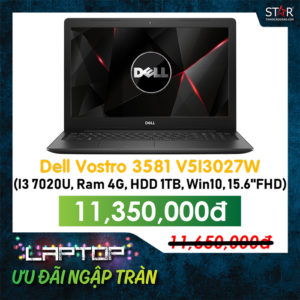 STAR
DELL
DELL
Dell Vostro 3581 V5I3027W
(I3 7020U, Ram 4G, HDD 1TB, Win10, 15.6"FHD)
11,350,000đ
11,650,000đ
LAPTOP
ƯU ĐÃI NGẬP TRÀN